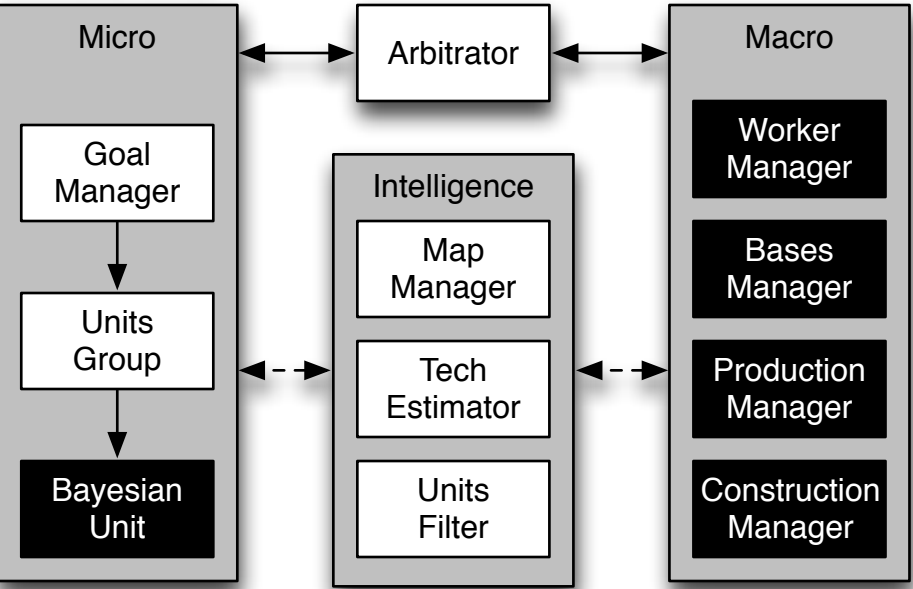 Micro
Goal
Manager
Units
Group
Bayesian
Unit
Arbitrator
Intelligence
Map
Manager
Tech
Estimator
Units
Filter
Macro
Worker
Manager
Bases
Manager
Production
Manager
Construction
Manager